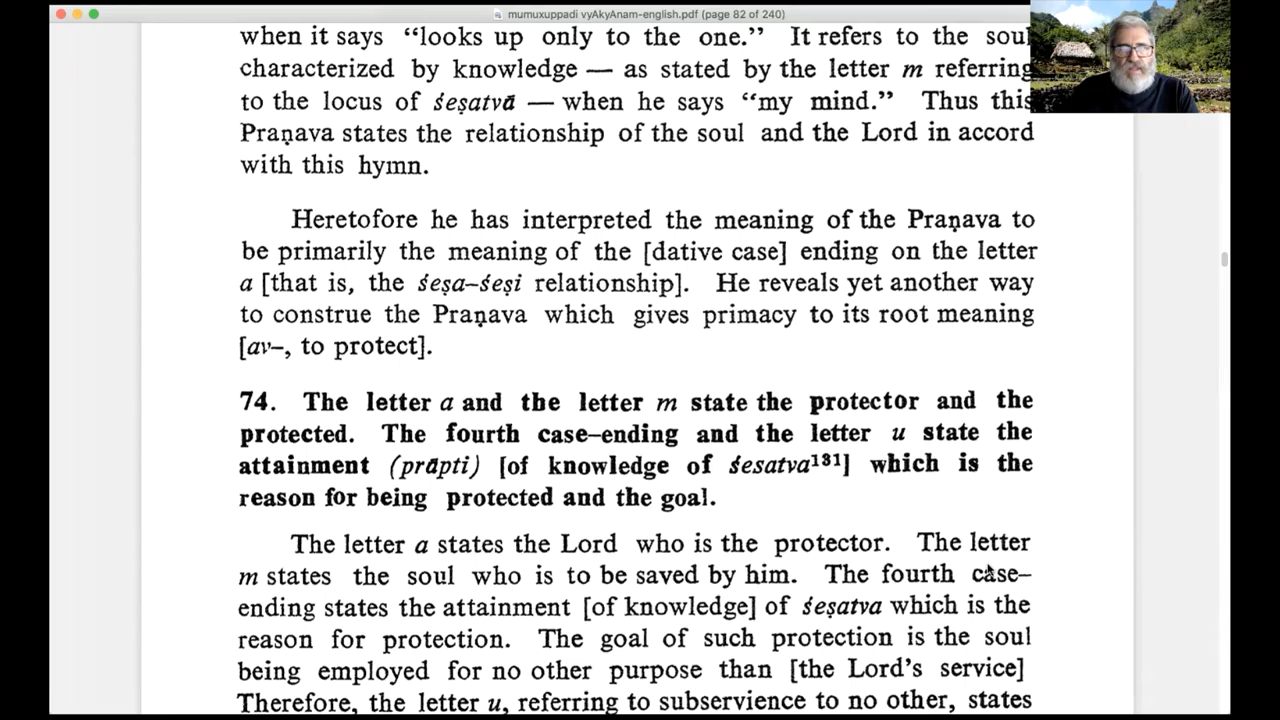 mumuxuppadi vyAkyAnam-english.pdf (page 82 of 240)
when it says “looks up only to the one.” It refers to the soul
characterized by knowledge — as stated by the letter m referring
to the locus of śeṣatvā — when he says “my mind.” Thus this
Praṇava states the relationship of the soul and the Lord in accord
with this hymn.
Heretofore he has interpreted the meaning of the Praṇava to
be primarily the meaning of the [dative case] ending on the letter
a [that is, the śeṣa–śeṣi relationship]. He reveals yet another way
to construe the Praṇava which gives primacy to its root meaning
[av–, to protect].
74. The letter a and the letter m state the protector and the
protected. The fourth case–ending and the letter u state the
attainment (prāpti) [of knowledge of śesatva¹⁸¹] which is the
reason for being protected and the goal.
The letter a states the Lord who is the protector. The letter
m states the soul who is to be saved by him. The fourth case–
ending states the attainment [of knowledge] of śeṣatva which is the
reason for protection. The goal of such protection is the soul
being employed for no other purpose than [the Lord’s service]
Therefore, the letter u, referring to subservience to no other, states